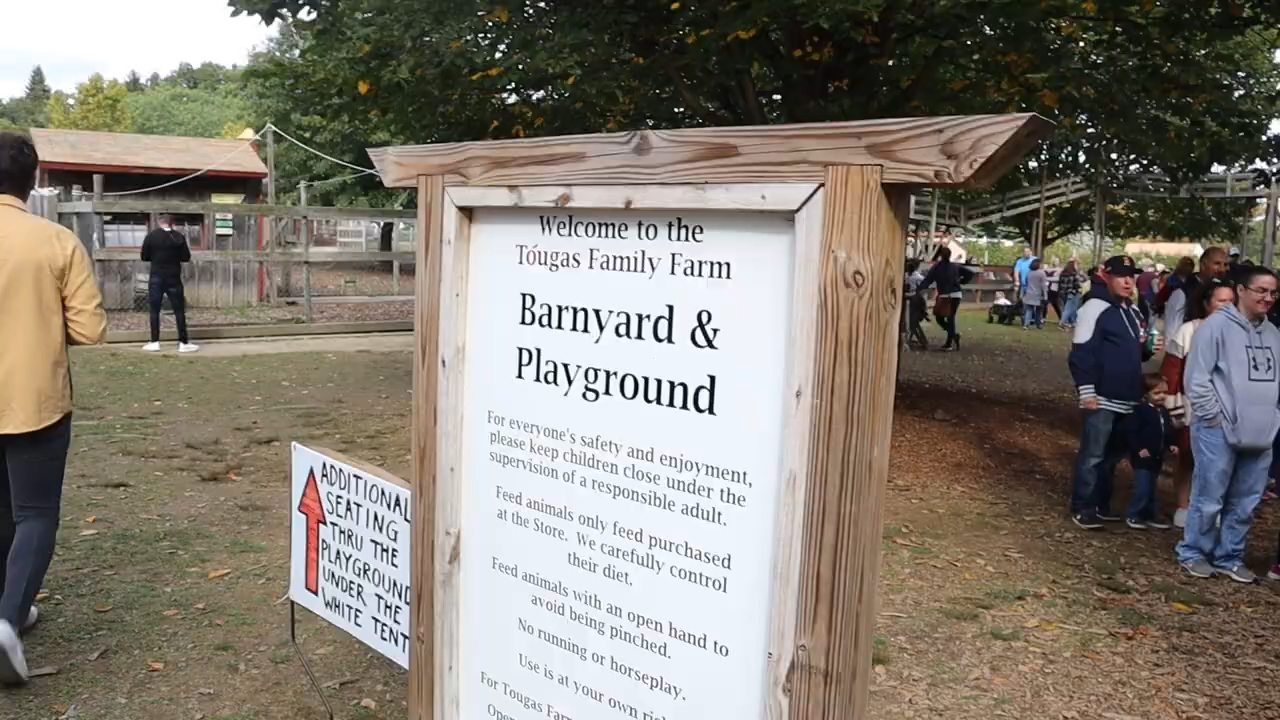 Welcome to the
Tougas Family Farm
Barnyard &
Playground
For everyone's safety and enjoyment,
please keep children close under the
supervision of a responsible adult.
Feed animals only feed purchased
at the Store. We carefully control
their diet.
Feed animals with an open hand to
avoid being pinched.
No running or horseplay.
Use is at your own
For Tougas
ADDITIONAL
SEATING
THRU THE
PLAYGROUND
UNDER THE
WHITE TENT